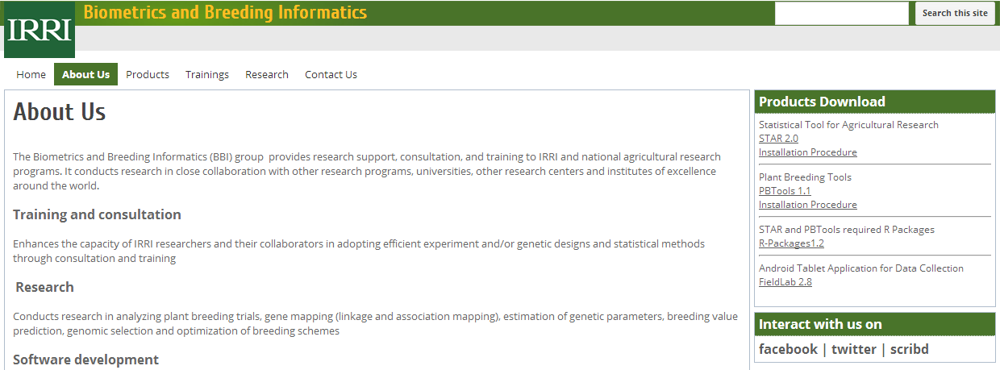 IRRI
Biometrics and Breeding Informatics
Search this site
Home
About Us
Products
Trainings
Research
Contact Us
About Us
The Biometrics and Breeding Informatics (BBI) group provides research support, consultation, and training to IRRI and national agricultural research
programs. It conducts research in close collaboration with other research programs, universities, other research centers and institutes of excellence
around the world.
Training and consultation
Enhances the capacity of IRRI researchers and their collaborators in adopting efficient experiment and/or genetic designs and statistical methods
through consultation and training
Research
Conducts research in analyzing plant breeding trials, gene mapping (linkage and association mapping), estimation of genetic parameters, breeding value
prediction, genomic selection and optimization of breeding schemes
Software development
Products Download
Statistical Tool for Agricultural Research
STAR 2.0
Installation Procedure
Plant Breeding Tools
PBTools 1.1
Installation Procedure
STAR and PBTools required R Packages
R-Packages1.2
Android Tablet Application for Data Collection
FieldLab 2.8
Interact with us on
facebook | twitter | scribd